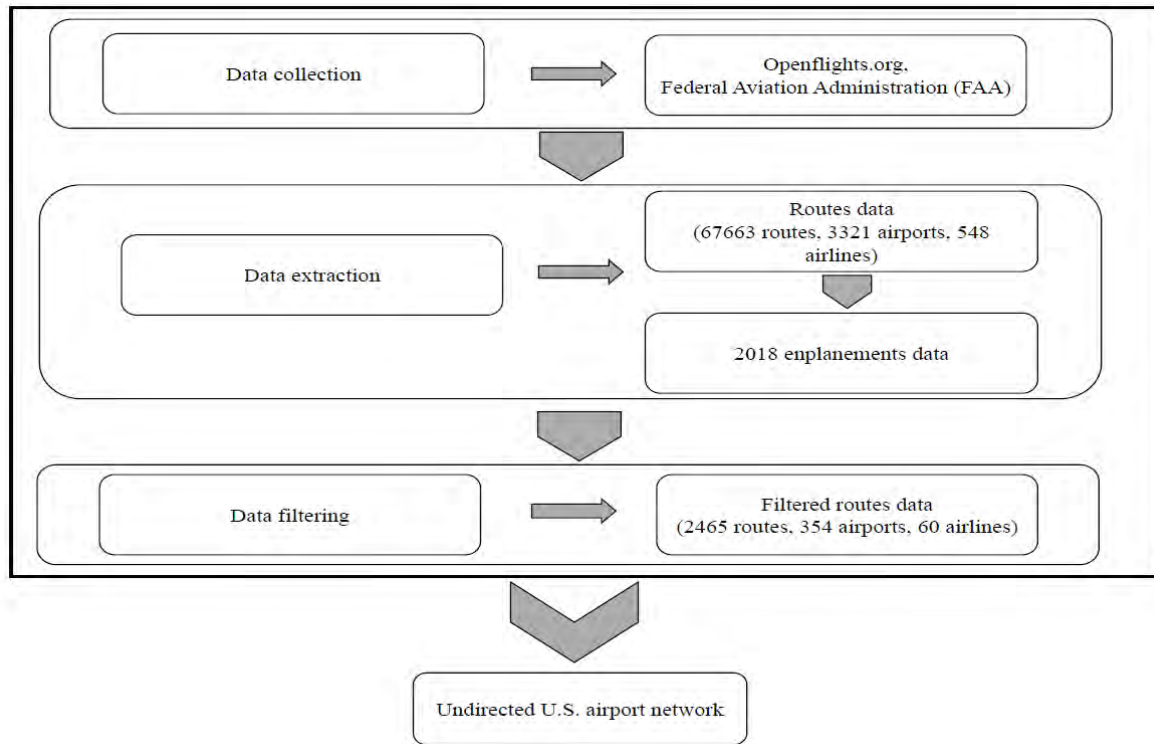 Data collection
Openflights.org,
Federal Aviation Administration (FAA)
Data extraction
Routes data
(67663 routes, 3321 airports, 548
airlines)
2018 enplanements data
Data filtering
Filtered routes data
(2465 routes, 354 airports, 60 airlines)
Undirected U.S. airport network